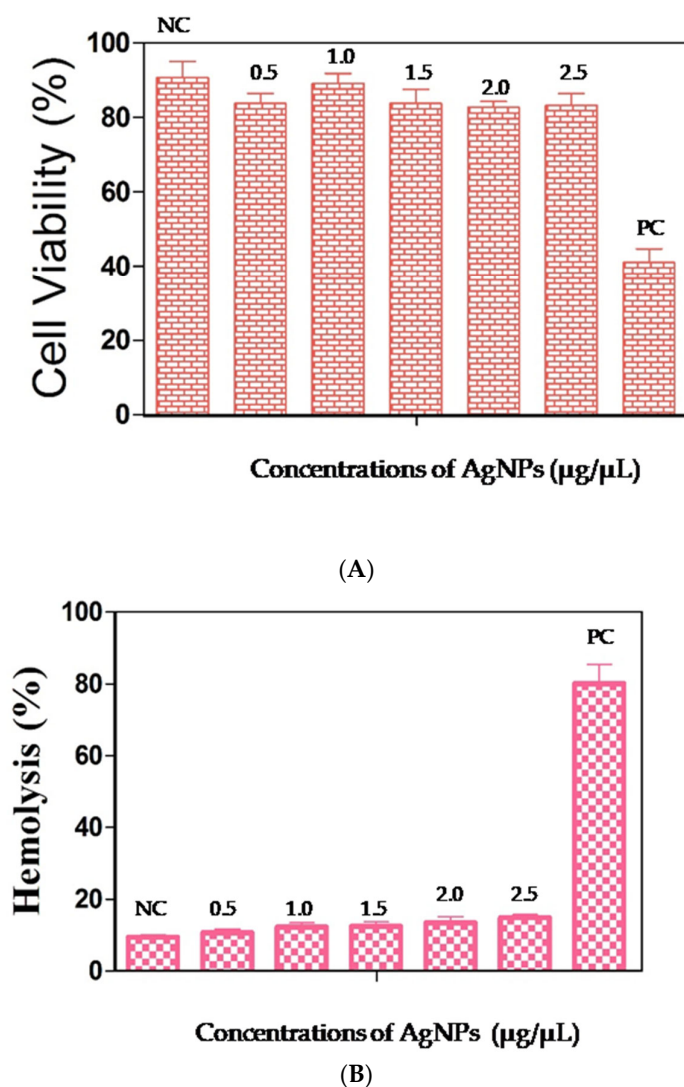 NC
100
0.5
1.0
1.5
2.0
2.5
80
60
PC
40
20
0
Cell Viability (%)
Concentrations of AgNPs (µg/µL)
(A)
100
PC
80
60
40
20
NC
0.5
1.0
1.5
2.0
2.5
0
Hemolysis (%)
Concentrations of AgNPs (µg/µL)
(B)